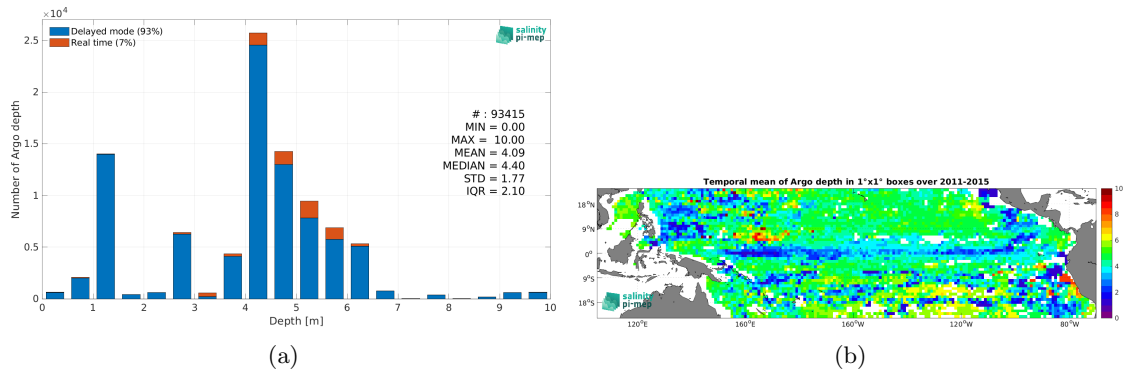 ×10⁴
Delayed mode (93%)
Real time (7%)
salinity
pi-mep
2.5
2
1.5
1
0.5
0
Number of Argo depth
# : 93415
MIN = 0.00
MAX = 10.00
MEAN = 4.09
MEDIAN = 4.40
STD = 1.77
IQR = 2.10
0 1 2 3 4 5 6 7 8 9 10
Depth [m]
(a)
Temporal mean of Argo depth in 1°x1° boxes over 2011-2015
18°N
9°N
0°
9°S
18°S
salinity
pi-mep
120°E 160°E 160°W 120°W 80°W
10
8
6
4
2
0
(b)